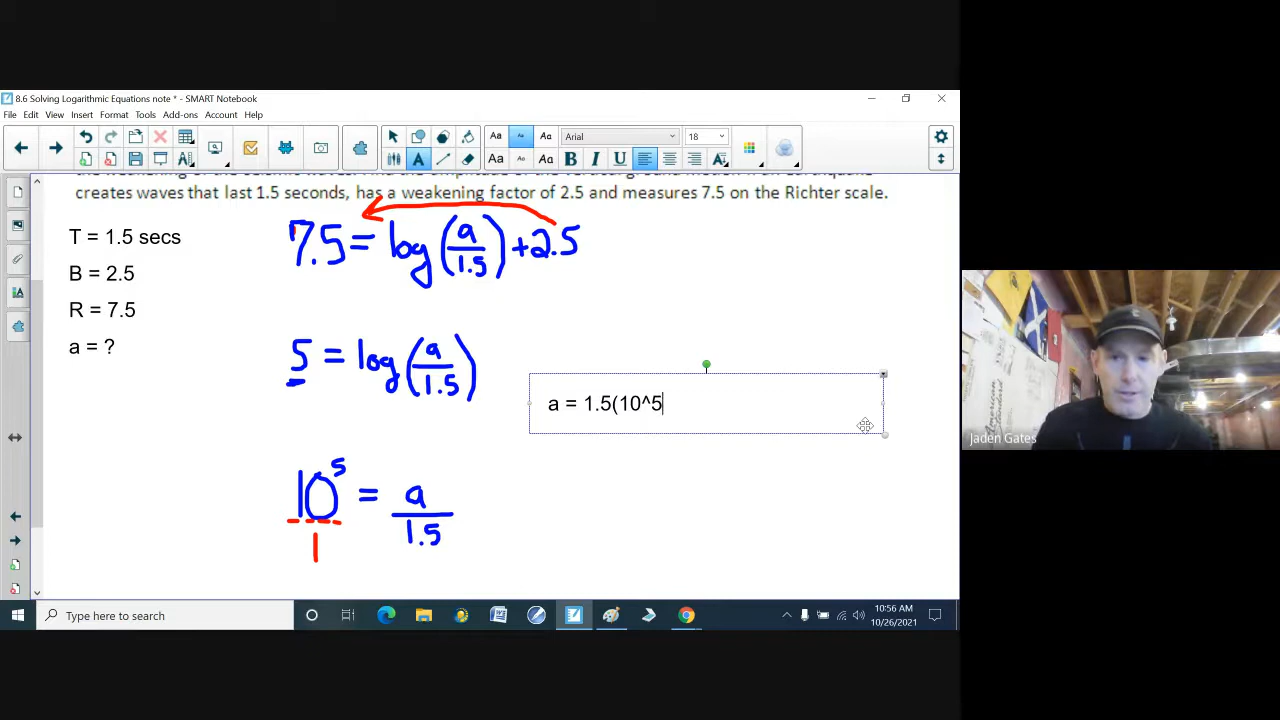 8.6 Solving Logarithmic Equations note * - SMART Notebook
File Edit View Insert Format Tools Add-ons Account Help
Arial
18
creates waves that last 1.5 seconds, has a weakening factor of 2.5 and measures 7.5 on the Richter scale.
T = 1.5 secs
B = 2.5
R = 7.5
a = ?
7.5 = log(a/1.5) + 2.5
5 = log(a/1.5)
a = 1.5(10^5
10^5 = a/1.5
1
Jaden Gates
Type here to search
10:56 AM
10/26/2021